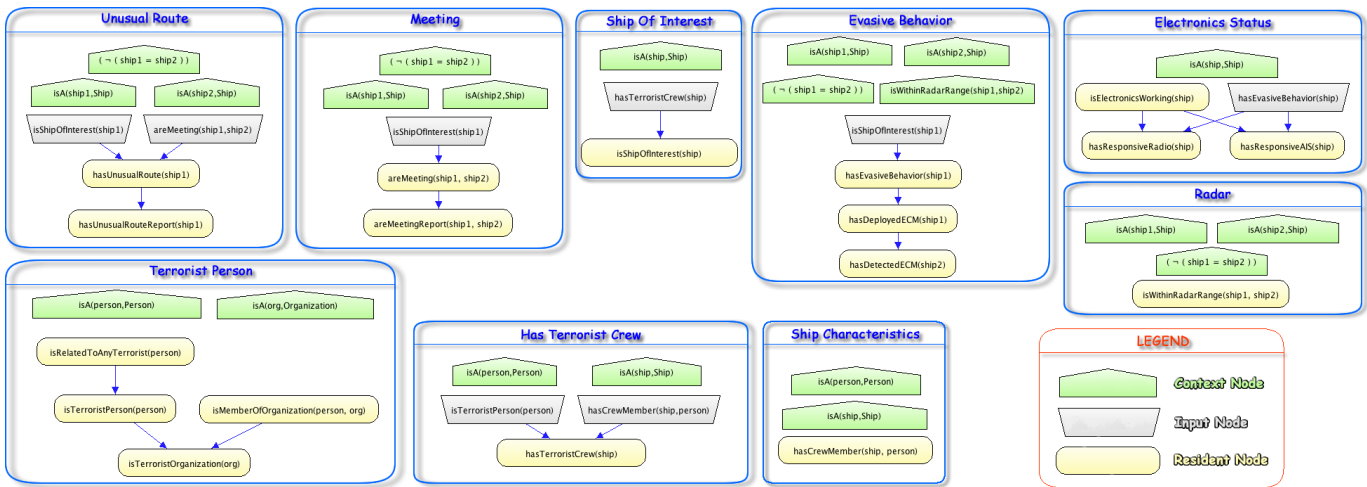 Unusual Route
( ¬ ( ship1 = ship2 ) )
isA(ship1,Ship)
isA(ship2,Ship)
isShipOfInterest(ship1)
areMeeting(ship1,ship2)
hasUnusualRoute(ship1)
hasUnusualRouteReport(ship1)
Meeting
( ¬ ( ship1 = ship2 ) )
isA(ship1,Ship)
isA(ship2,Ship)
isShipOfInterest(ship1)
areMeeting(ship1, ship2)
areMeetingReport(ship1, ship2)
Ship Of Interest
isA(ship,Ship)
hasTerroristCrew(ship)
isShipOfInterest(ship)
Evasive Behavior
isA(ship1,Ship)
isA(ship2,Ship)
( ¬ ( ship1 = ship2 ) )
isWithinRadarRange(ship1,ship2)
isShipOfInterest(ship1)
hasEvasiveBehavior(ship1)
hasDeployedECM(ship1)
hasDetectedECM(ship2)
Electronics Status
isA(ship,Ship)
isElectronicsWorking(ship)
hasEvasiveBehavior(ship)
hasResponsiveRadio(ship)
hasResponsiveAIS(ship)
Radar
isA(ship1,Ship)
isA(ship2,Ship)
( ¬ ( ship1 = ship2 ) )
isWithinRadarRange(ship1, ship2)
Terrorist Person
isA(person,Person)
isA(org,Organization)
isRelatedToAnyTerrorist(person)
isTerroristPerson(person)
isMemberOfOrganization(person, org)
isTerroristOrganization(org)
Has Terrorist Crew
isA(person,Person)
isA(ship,Ship)
isTerroristPerson(person)
hasCrewMember(ship,person)
hasTerroristCrew(ship)
Ship Characteristics
isA(person,Person)
isA(ship,Ship)
hasCrewMember(ship, person)
LEGEND
Context Node
Input Node
Resident Node